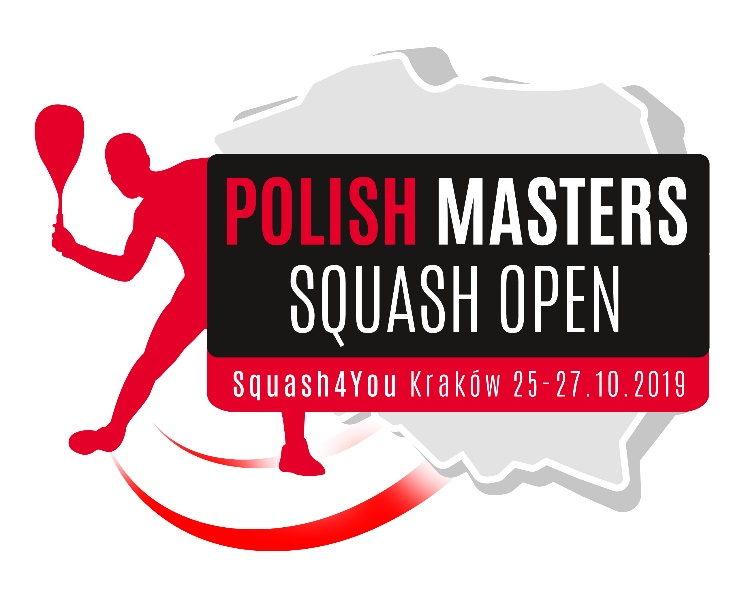 POLISH MASTERS
SQUASH OPEN
Squash4You Kraków 25-27.10.2019